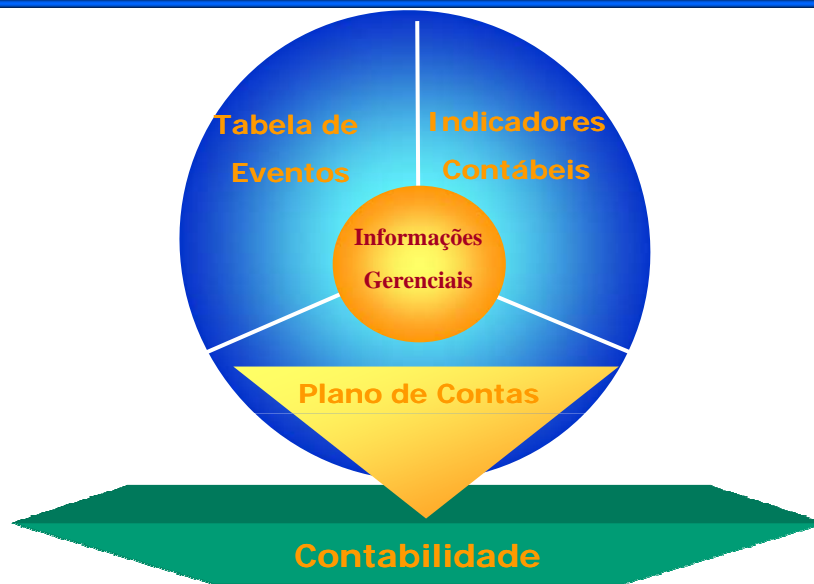 Tabela de
Eventos
Indicadores
Contábeis
Informações
Gerenciais
Plano de Contas
Contabilidade